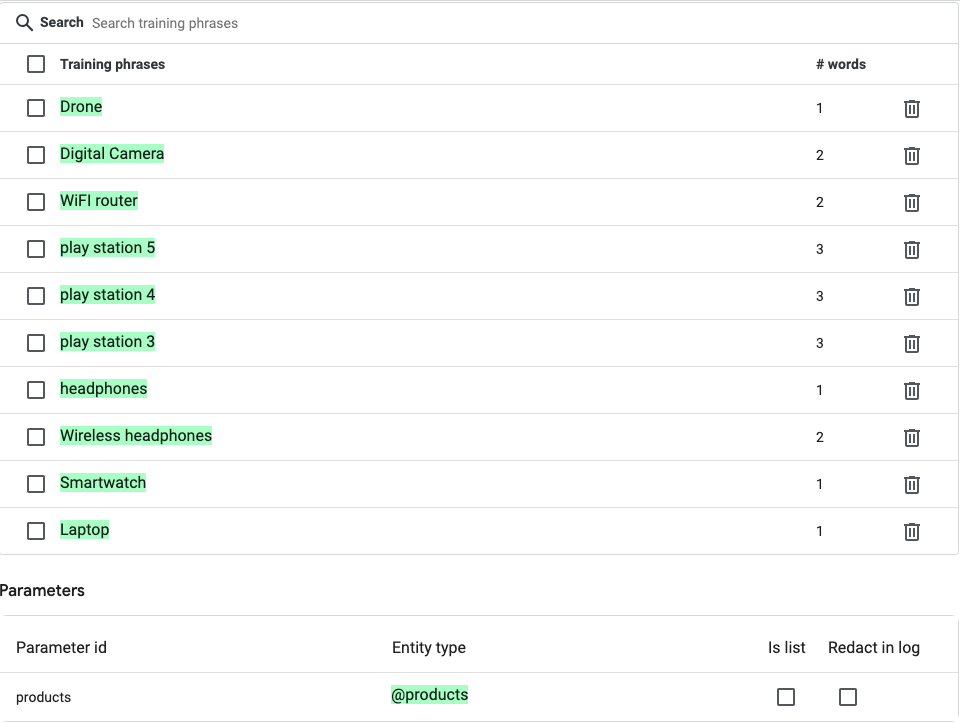 Search Search training phrases
Training phrases # words
Drone 1
Digital Camera 2
WiFI router 2
play station 5 3
play station 4 3
play station 3 3
headphones 1
Wireless headphones 2
Smartwatch 1
Laptop 1
Parameters
Parameter id Entity type Is list Redact in log
products @products